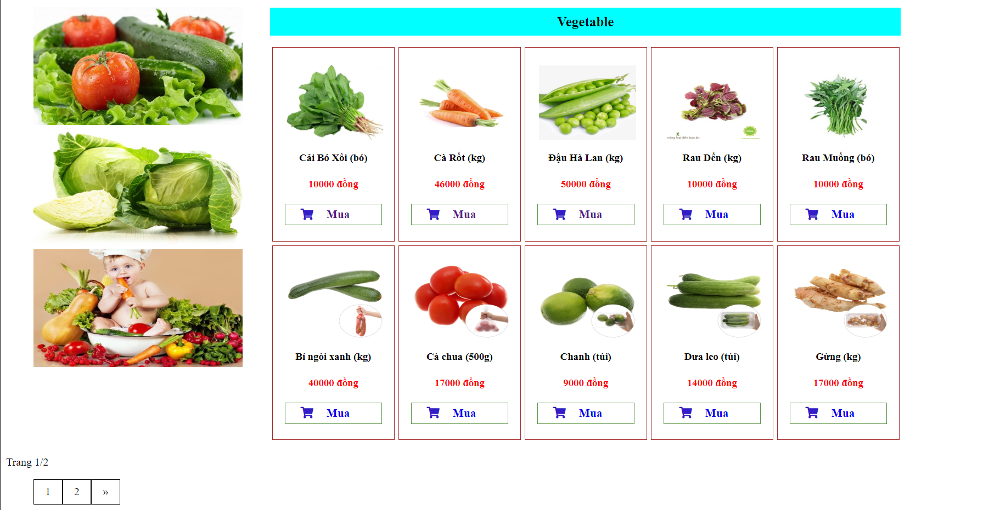 Vegetable
Cải Bó Xôi (bó)
10000 đồng
Mua
Cà Rốt (kg)
46000 đồng
Mua
Đậu Hà Lan (kg)
50000 đồng
Mua
Rau Dền (kg)
10000 đồng
Mua
Rau Muống (bó)
10000 đồng
Mua
Bí ngòi xanh (kg)
40000 đồng
Mua
Cà chua (500g)
17000 đồng
Mua
Chanh (túi)
9000 đồng
Mua
Dưa leo (túi)
14000 đồng
Mua
Gừng (kg)
17000 đồng
Mua
Trang 1/2
1 2 »